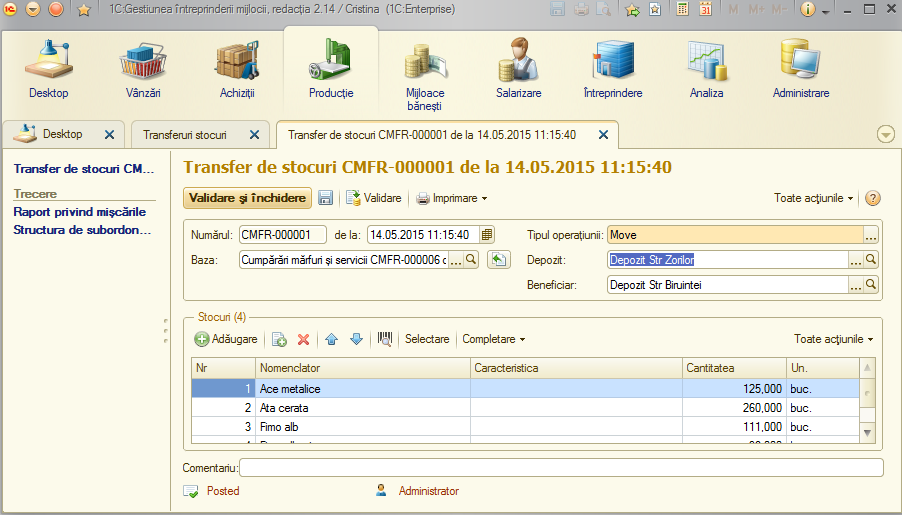 1C:Gestiunea întreprinderii mijlocii, redacția 2.14 / Cristina (1C:Enterprise)
M M+ M-
Desktop
Vânzări
Achiziții
Producție
Mijloace bănești
Salarizare
Întreprindere
Analiza
Administrare
Desktop
Transferuri stocuri
Transfer de stocuri CMFR-000001 de la 14.05.2015 11:15:40
Transfer de stocuri CM...
Trecere
Raport privind mișcările
Structura de subordon...
Transfer de stocuri CMFR-000001 de la 14.05.2015 11:15:40
Validare și închidere
Validare
Imprimare
Toate acțiunile
Numărul: CMFR-000001 de la: 14.05.2015 11:15:40
Tipul operațiunii: Move
Baza: Cumpărări mărfuri și servicii CMFR-000006
Depozit: Depozit Str Zorilor
Beneficiar: Depozit Str Biruintei
Stocuri (4)
Adăugare
Selectare
Completare
Toate acțiunile
Nr Nomenclator Caracteristica Cantitatea Un.
1 Ace metalice 125,000 buc.
2 Ata cerata 260,000 buc.
3 Fimo alb 111,000 buc.
Comentariu:
Posted
Administrator